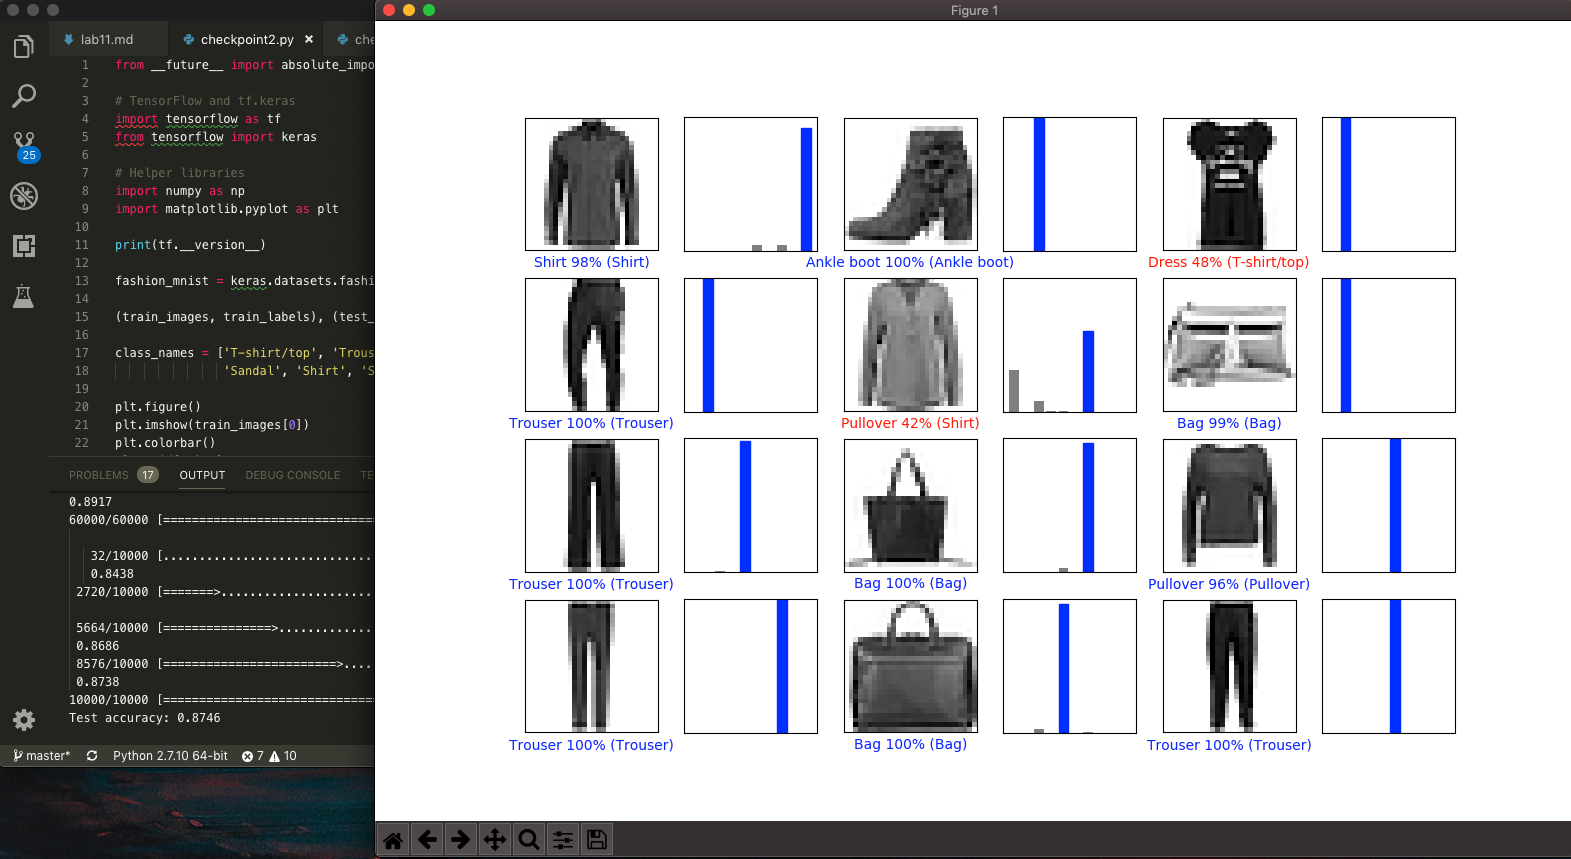 Figure 1
lab11.md
checkpoint2.py
1 from __future__ import absolute_impo
2
3 # TensorFlow and tf.keras
4 import tensorflow as tf
5 from tensorflow import keras
6
7 # Helper libraries
8 import numpy as np
9 import matplotlib.pyplot as plt
10
11 print(tf.__version__)
12
13 fashion_mnist = keras.datasets.fashi
14
15 (train_images, train_labels), (test_
16
17 class_names = ['T-shirt/top', 'Trous
18 'Sandal', 'Shirt', 'S
19
20 plt.figure()
21 plt.imshow(train_images[0])
22 plt.colorbar()
25
PROBLEMS 17 OUTPUT DEBUG CONSOLE TE
0.8917
60000/60000 [==============================
32/10000 [.............................
0.8438
2720/10000 [=======>.....................
5664/10000 [===============>.............
0.8686
8576/10000 [========================>....
0.8738
10000/10000 [=============================
Test accuracy: 0.8746
master* Python 2.7.10 64-bit 7 10
Shirt 98% (Shirt)
Ankle boot 100% (Ankle boot)
Dress 48% (T-shirt/top)
Trouser 100% (Trouser)
Pullover 42% (Shirt)
Bag 99% (Bag)
Trouser 100% (Trouser)
Bag 100% (Bag)
Pullover 96% (Pullover)
Trouser 100% (Trouser)
Bag 100% (Bag)
Trouser 100% (Trouser)